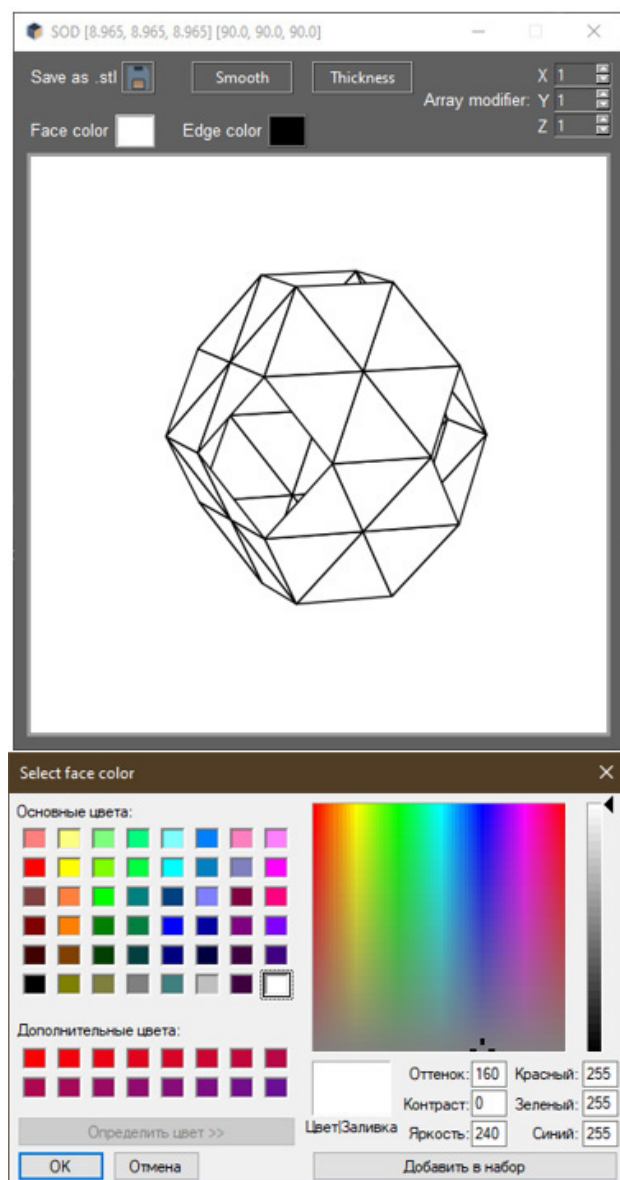 SOD [8.965, 8.965, 8.965] [90.0, 90.0, 90.0]
Save as .stl Smooth Thickness X 1
Array modifier: Y 1
Face color Edge color Z 1
Select face color
Основные цвета:
Дополнительные цвета:
Определить цвет >>
OK Отмена
Цвет|Заливка
Оттенок: 160 Красный: 255
Контраст: 0 Зеленый: 255
Яркость: 240 Синий: 255
Добавить в набор